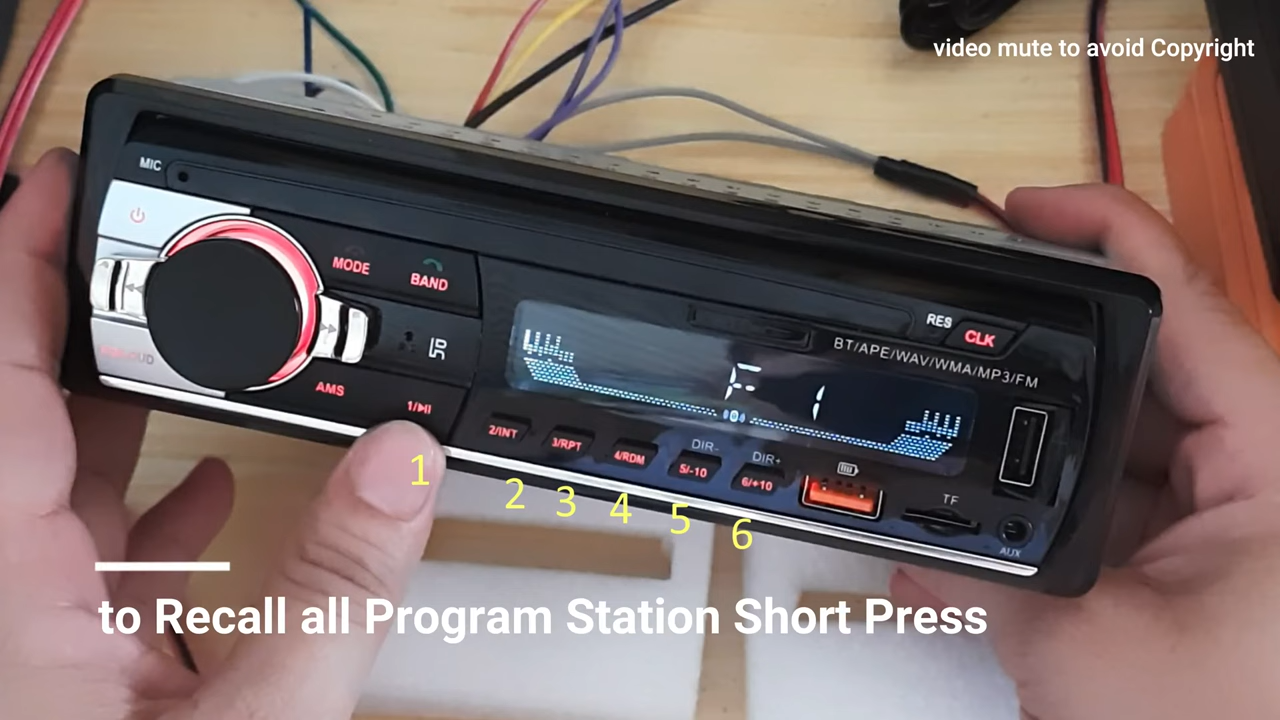 video mute to avoid Copyright
MIC
MODE
BAND
RES
CLK
BT/APE/WAV/WMA/MP3/FM
F 1
AMS
1/▶II
2/INT
3/RPT
4/RDM
DIR-
5/-10
DIR+
6/+10
TF
AUX
1
2
3
4
5
6
to Recall all Program Station Short Press